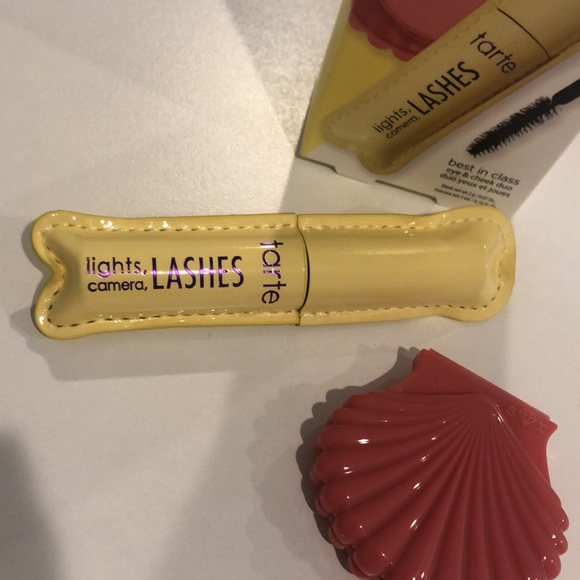 lights,
camera, LASHES
tarte
lights,
camera, LASHES
tarte
best in class
eye & cheek duo
duo yeux et joues